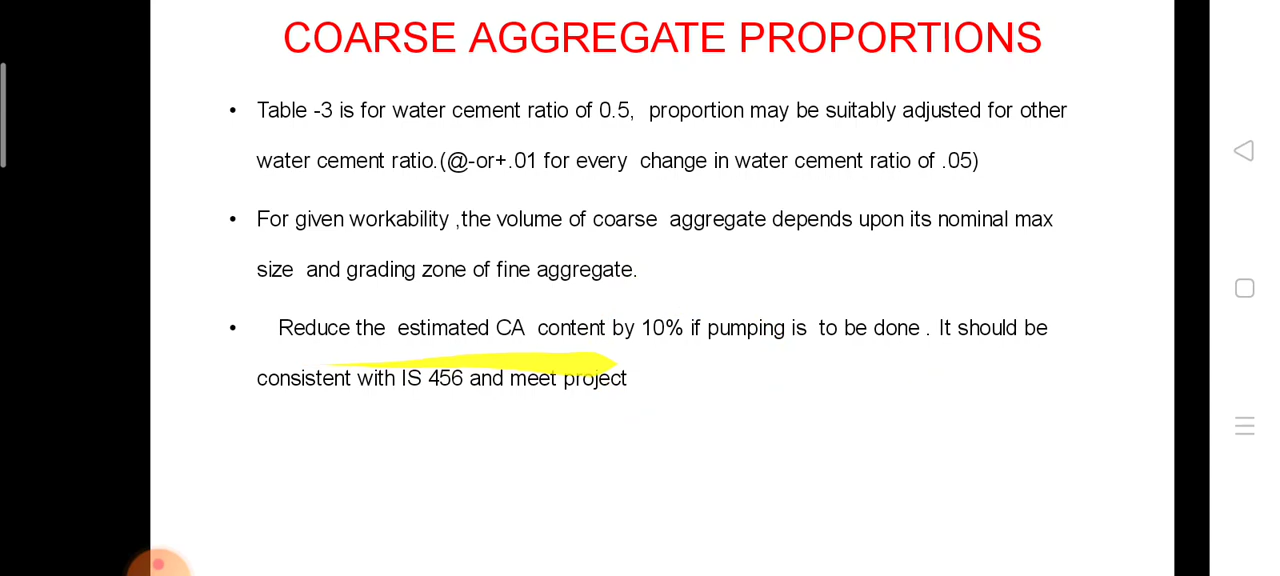 COARSE AGGREGATE PROPORTIONS
• Table -3 is for water cement ratio of 0.5, proportion may be suitably adjusted for other
water cement ratio.(@-or+.01 for every change in water cement ratio of .05)
• For given workability ,the volume of coarse aggregate depends upon its nominal max
size and grading zone of fine aggregate.
• Reduce the estimated CA content by 10% if pumping is to be done . It should be
consistent with IS 456 and meet project